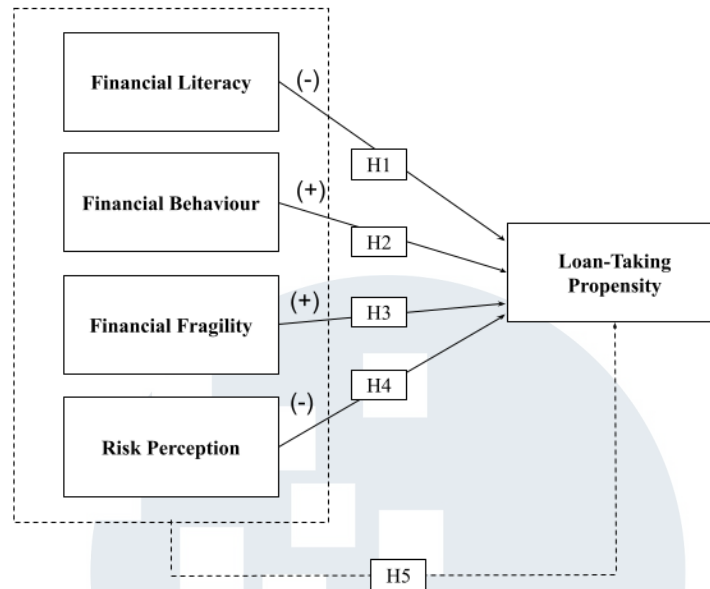 Financial Literacy
(-)
H1
Financial Behaviour
(+)
H2
Loan-Taking
Propensity
Financial Fragility
(+)
H3
H4
(-)
Risk Perception
H5